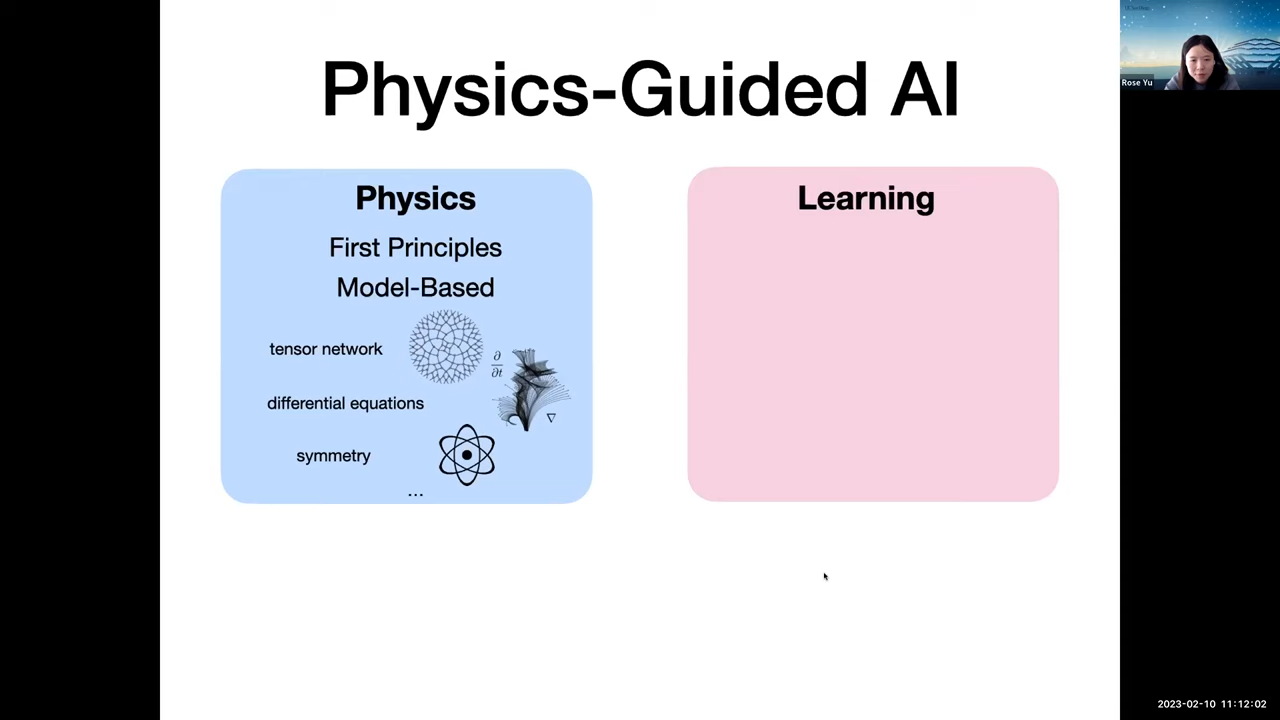 Physics-Guided AI
Physics
First Principles
Model-Based
tensor network
∂
∂t
differential equations
∇
symmetry
...
Learning
Rose Yu
2023-02-10 11:12:02